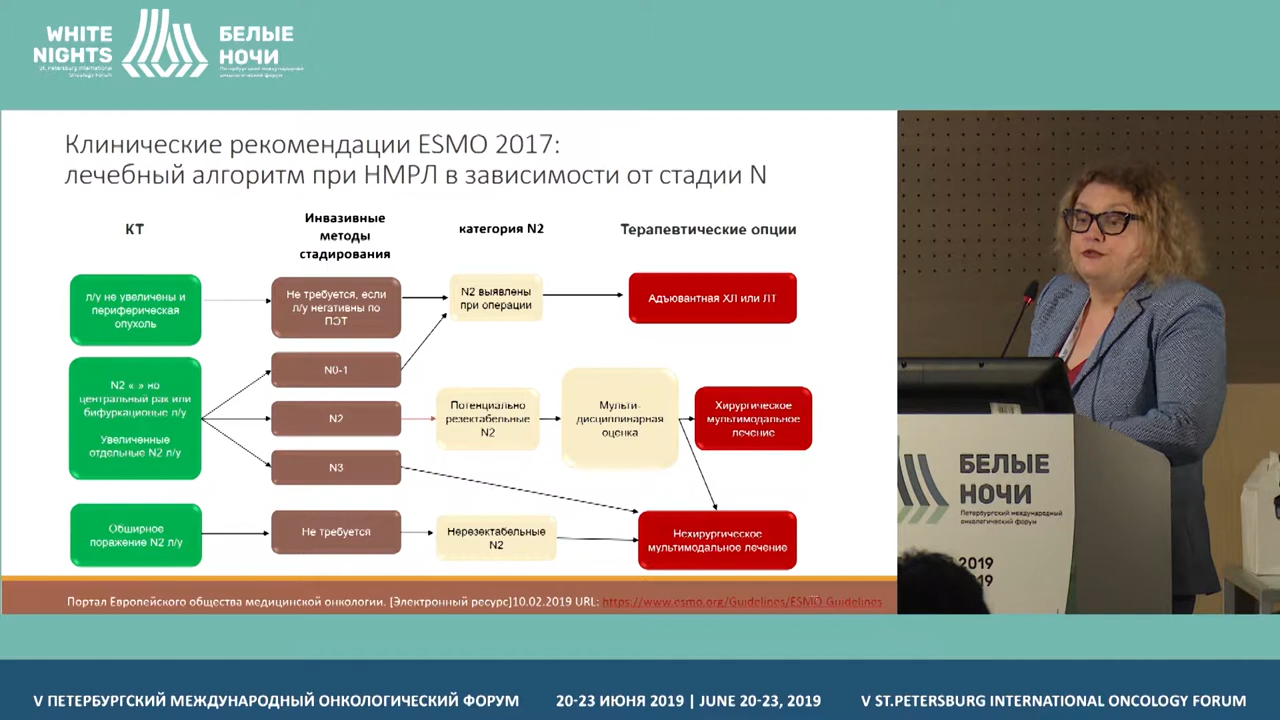 WHITE
NIGHTS
St. Petersburg International
Oncology Forum
БЕЛЫЕ
НОЧИ
Петербургский международный
онкологический форум
Клинические рекомендации ESMO 2017:
лечебный алгоритм при НМРЛ в зависимости от стадии N
КТ
Инвазивные
методы
стадирования
категория N2
Терапевтические опции
л/у не увеличены и
периферическая
опухоль
Не требуется, если
л/у негативны по
ПЭТ
N2 выявлены
при операции
Адъювантная ХЛ или ЛТ
N2 «-» но
центральный рак или
бифуркационые л/у
Увеличенные
отдельные N2 л/у
N0-1
N2
N3
Потенциально
резектабельные
N2
Мульти-
дисциплинарная
оценка
Хирургическое
мультимодальное
лечение
Обширное
поражение N2 л/у
Не требуется
Нерезектабельные
N2
Нехирургическое
мультимодальное лечение
Портал Европейского общества медицинской онкологии. [Электронный ресурс]10.02.2019 URL: https://www.esmo.org/Guidelines/ESMO-Guidelines
БЕЛЫЕ
НОЧИ
Петербургский международный
онкологический форум
2019
V ПЕТЕРБУРГСКИЙ МЕЖДУНАРОДНЫЙ ОНКОЛОГИЧЕСКИЙ ФОРУМ
20-23 ИЮНЯ 2019 | JUNE 20-23, 2019
V ST.PETERSBURG INTERNATIONAL ONCOLOGY FORUM